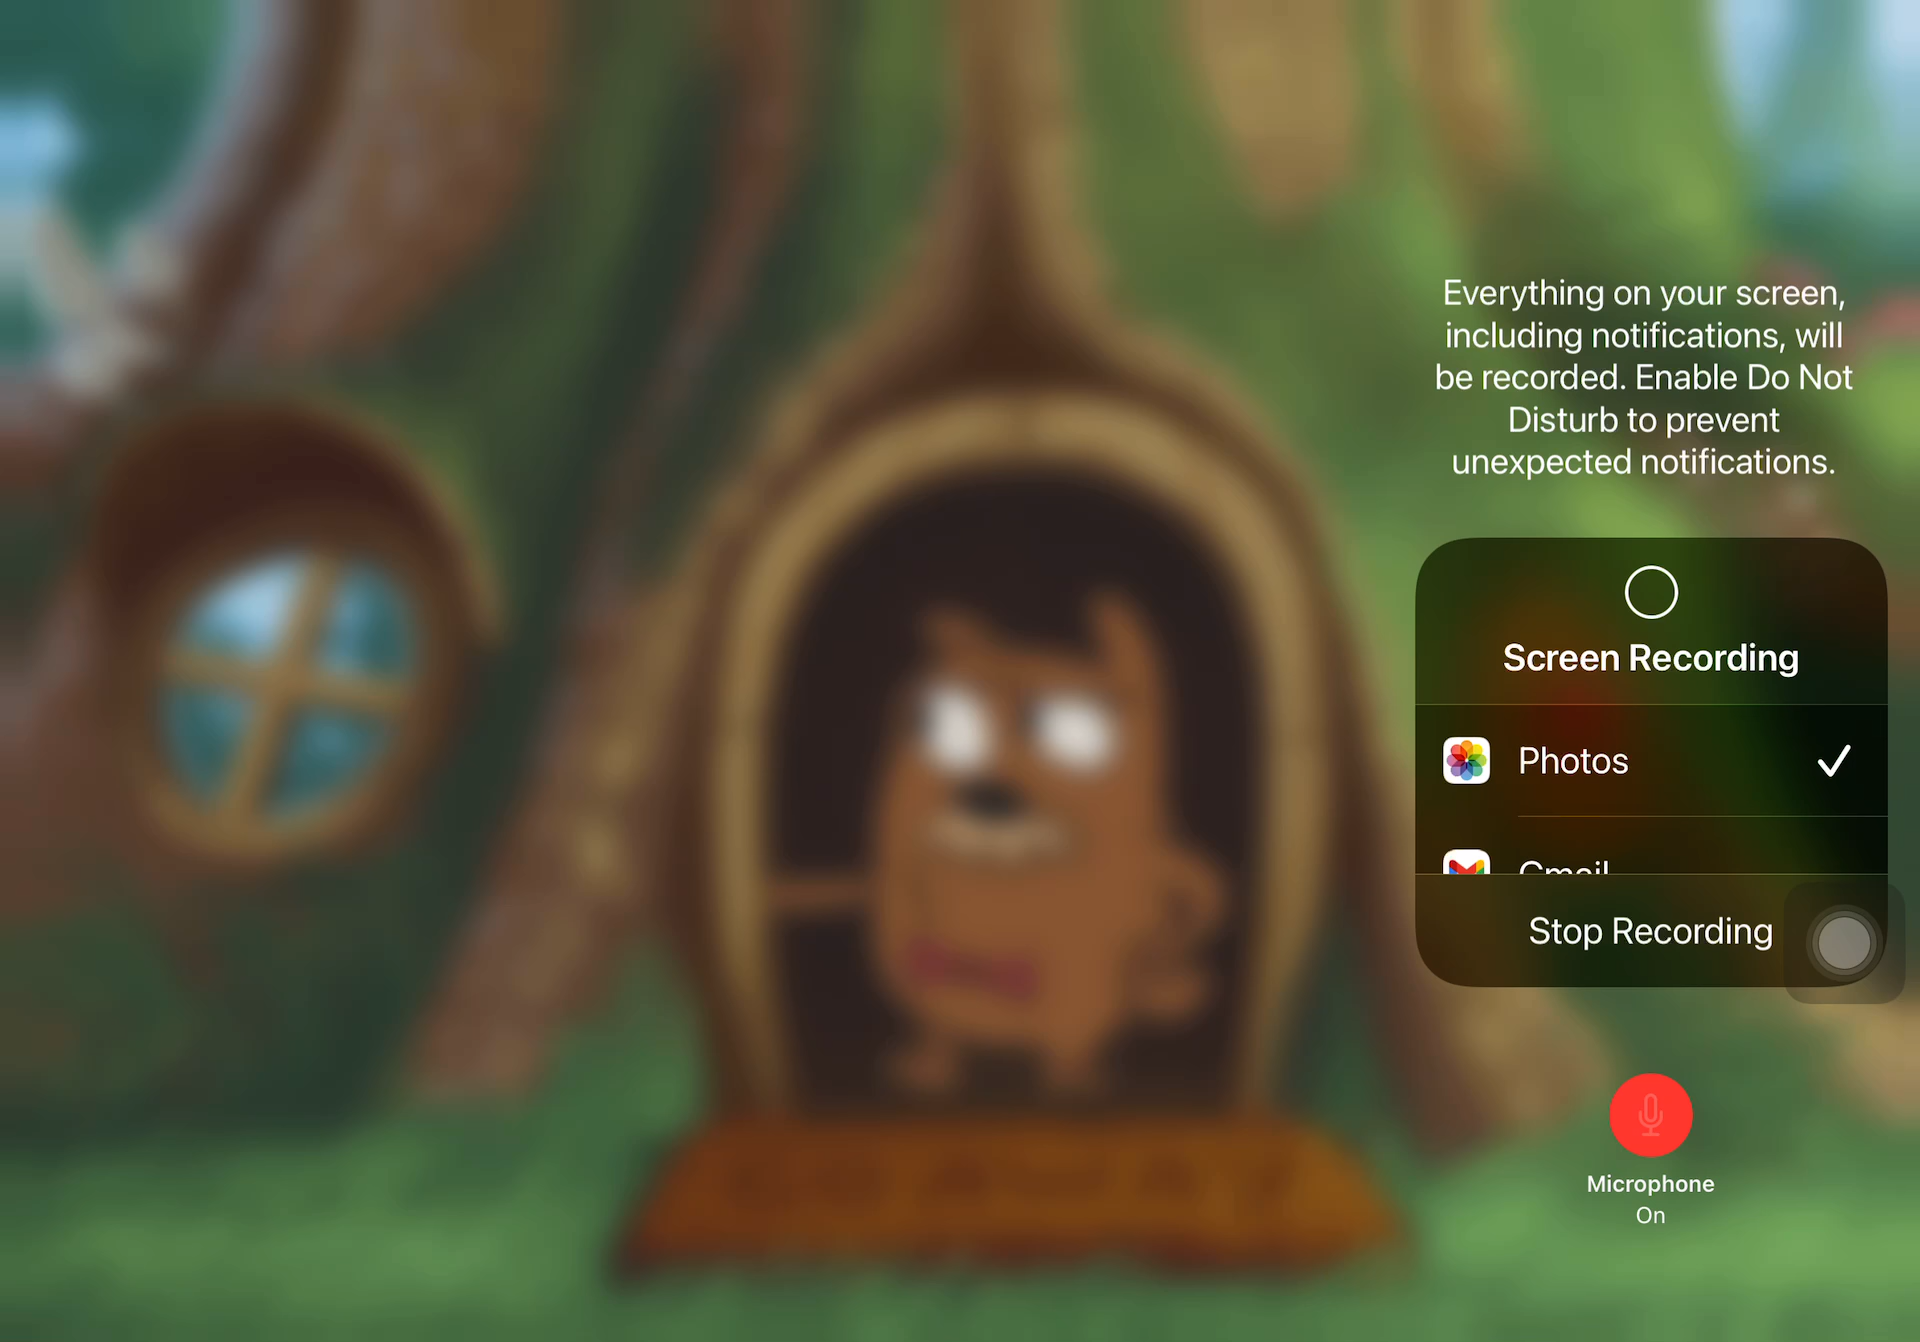 Everything on your screen,
including notifications, will
be recorded. Enable Do Not
Disturb to prevent
unexpected notifications.
Screen Recording
Photos
Gmail
Stop Recording
Microphone
On